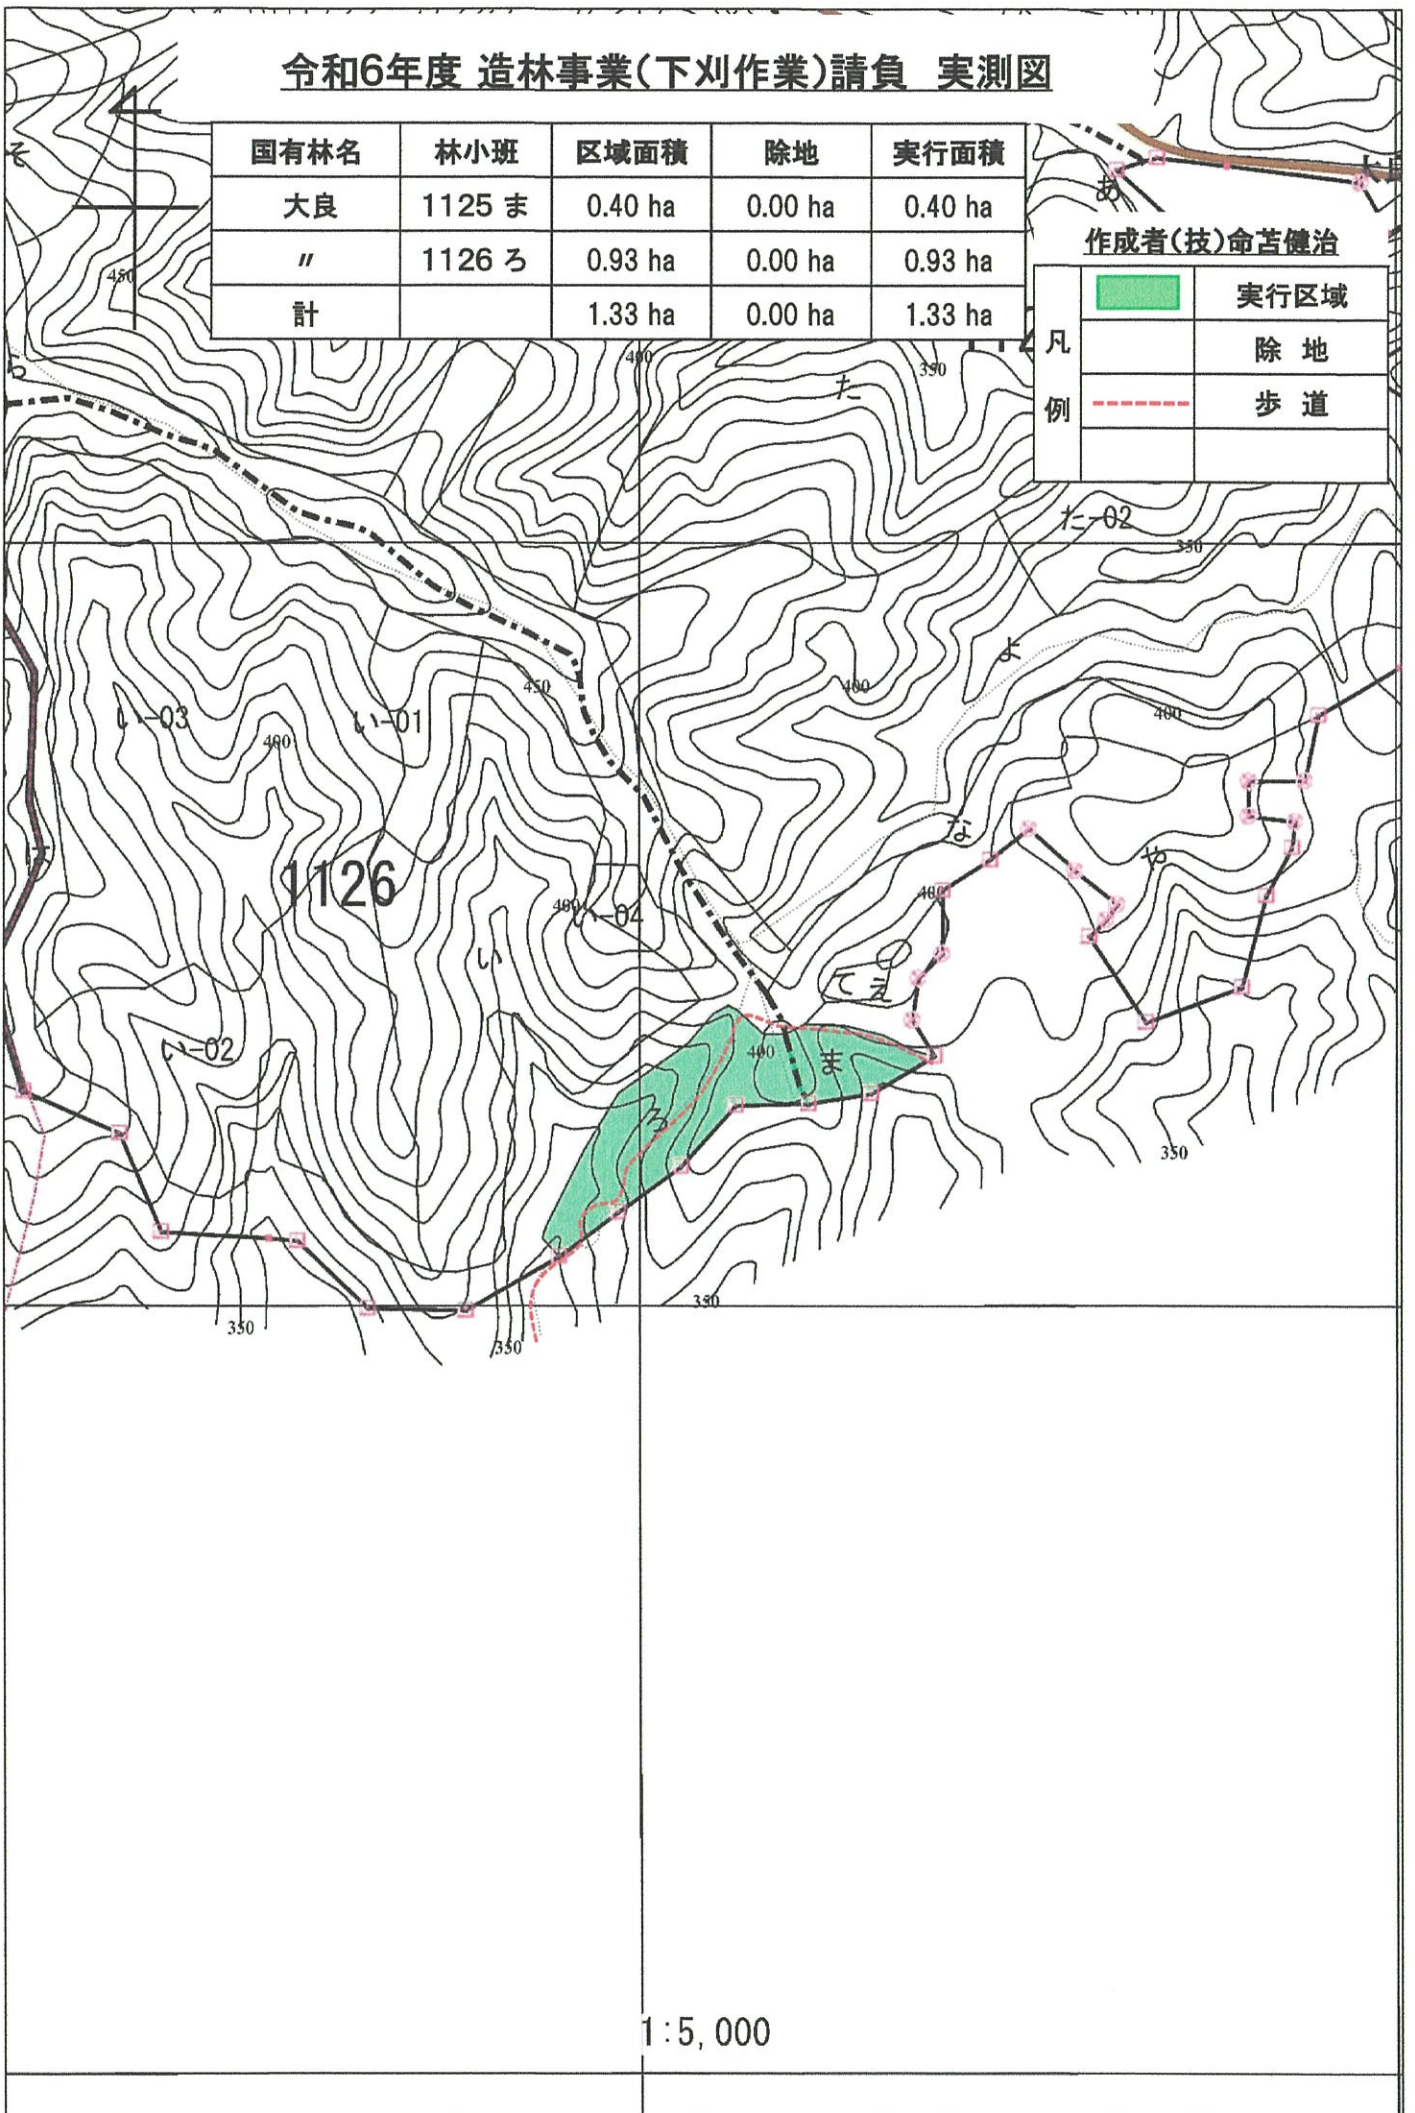 令和6年度 造林事業(下刈作業)請負 実測図
国有林名 林小班 区域面積 除地 実行面積
大良 1125 ま 0.40 ha 0.00 ha 0.40 ha
〃 1126 ろ 0.93 ha 0.00 ha 0.93 ha
計 1.33 ha 0.00 ha 1.33 ha
作成者(技)命苫健治
凡例
実行区域
除 地
歩 道
そ
あ
450
400
350
た
た-02
350
よ
450
400
400
い-03
い-01
400
な
や
1126
400
い-04
400
い
てえ
い-02
400
ま
ろ
350
350
350
350
1:5,000